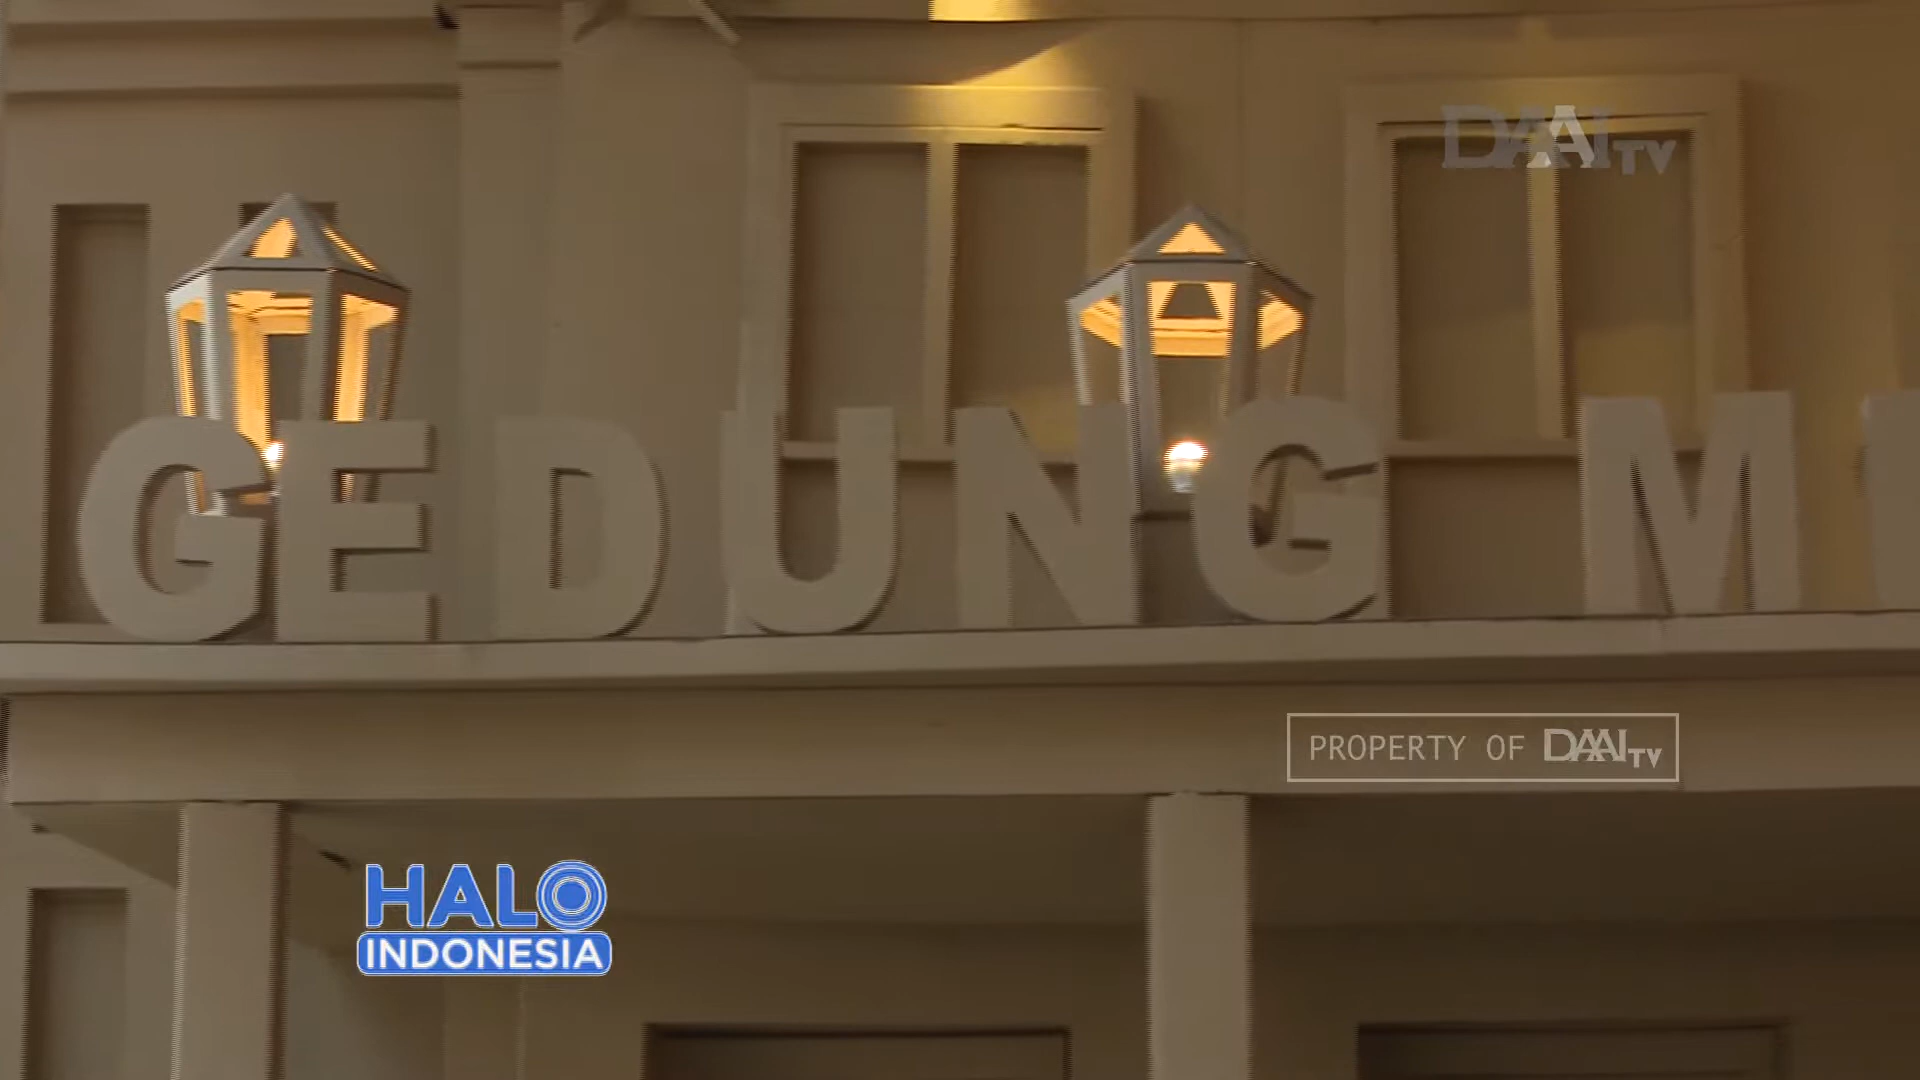 DAAI TV
GEDUNG M
PROPERTY OF DAAI TV
HALO
INDONESIA